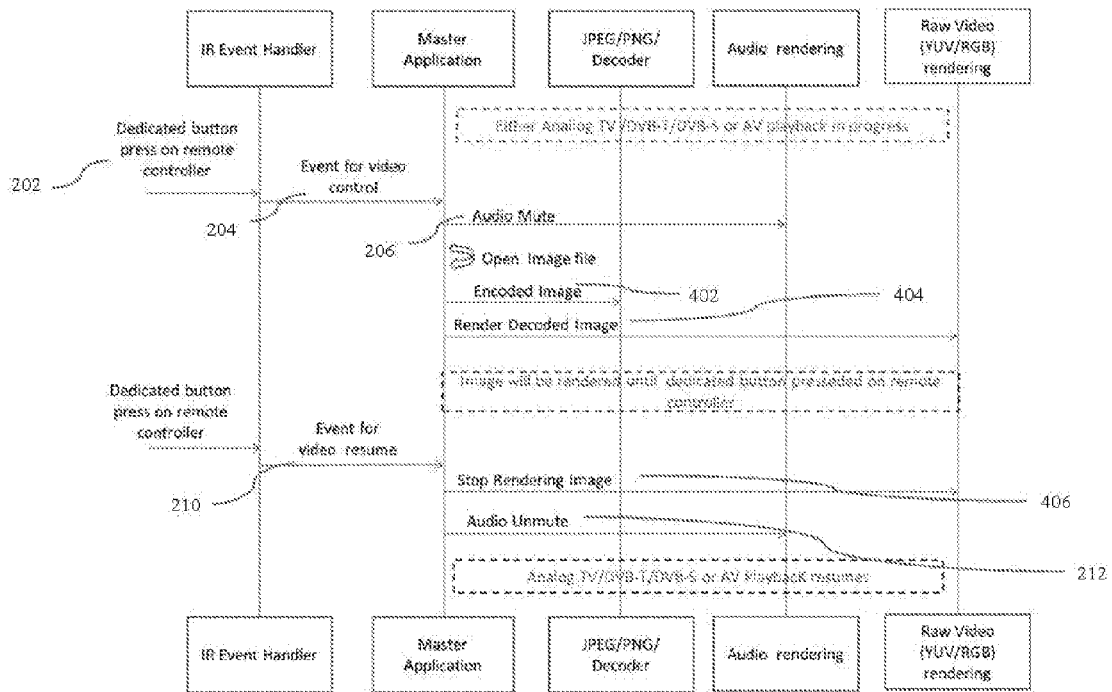 IR Event Handler
Master
Application
JPEG/PNG/
Decoder
Audio rendering
Raw Video
(YUV/RGB)
rendering
Either Analog TV/DVB-T/DVB-S or AV playback in progress
Dedicated button
press on remote
controller
202
Event for video
control
204
Audio Mute
206
Open Image file
Encoded Image
402
404
Render Decoded Image
Image will be rendered until dedicated button presseded on remote
controller
Dedicated button
press on remote
controller
Event for
video resume
210
Stop Rendering Image
406
Audio Unmute
212
Analog TV/DVB-T/DVB-S or AV Playback resumes
IR Event Handler
Master
Application
JPEG/PNG/
Decoder
Audio rendering
Raw Video
(YUV/RGB)
rendering